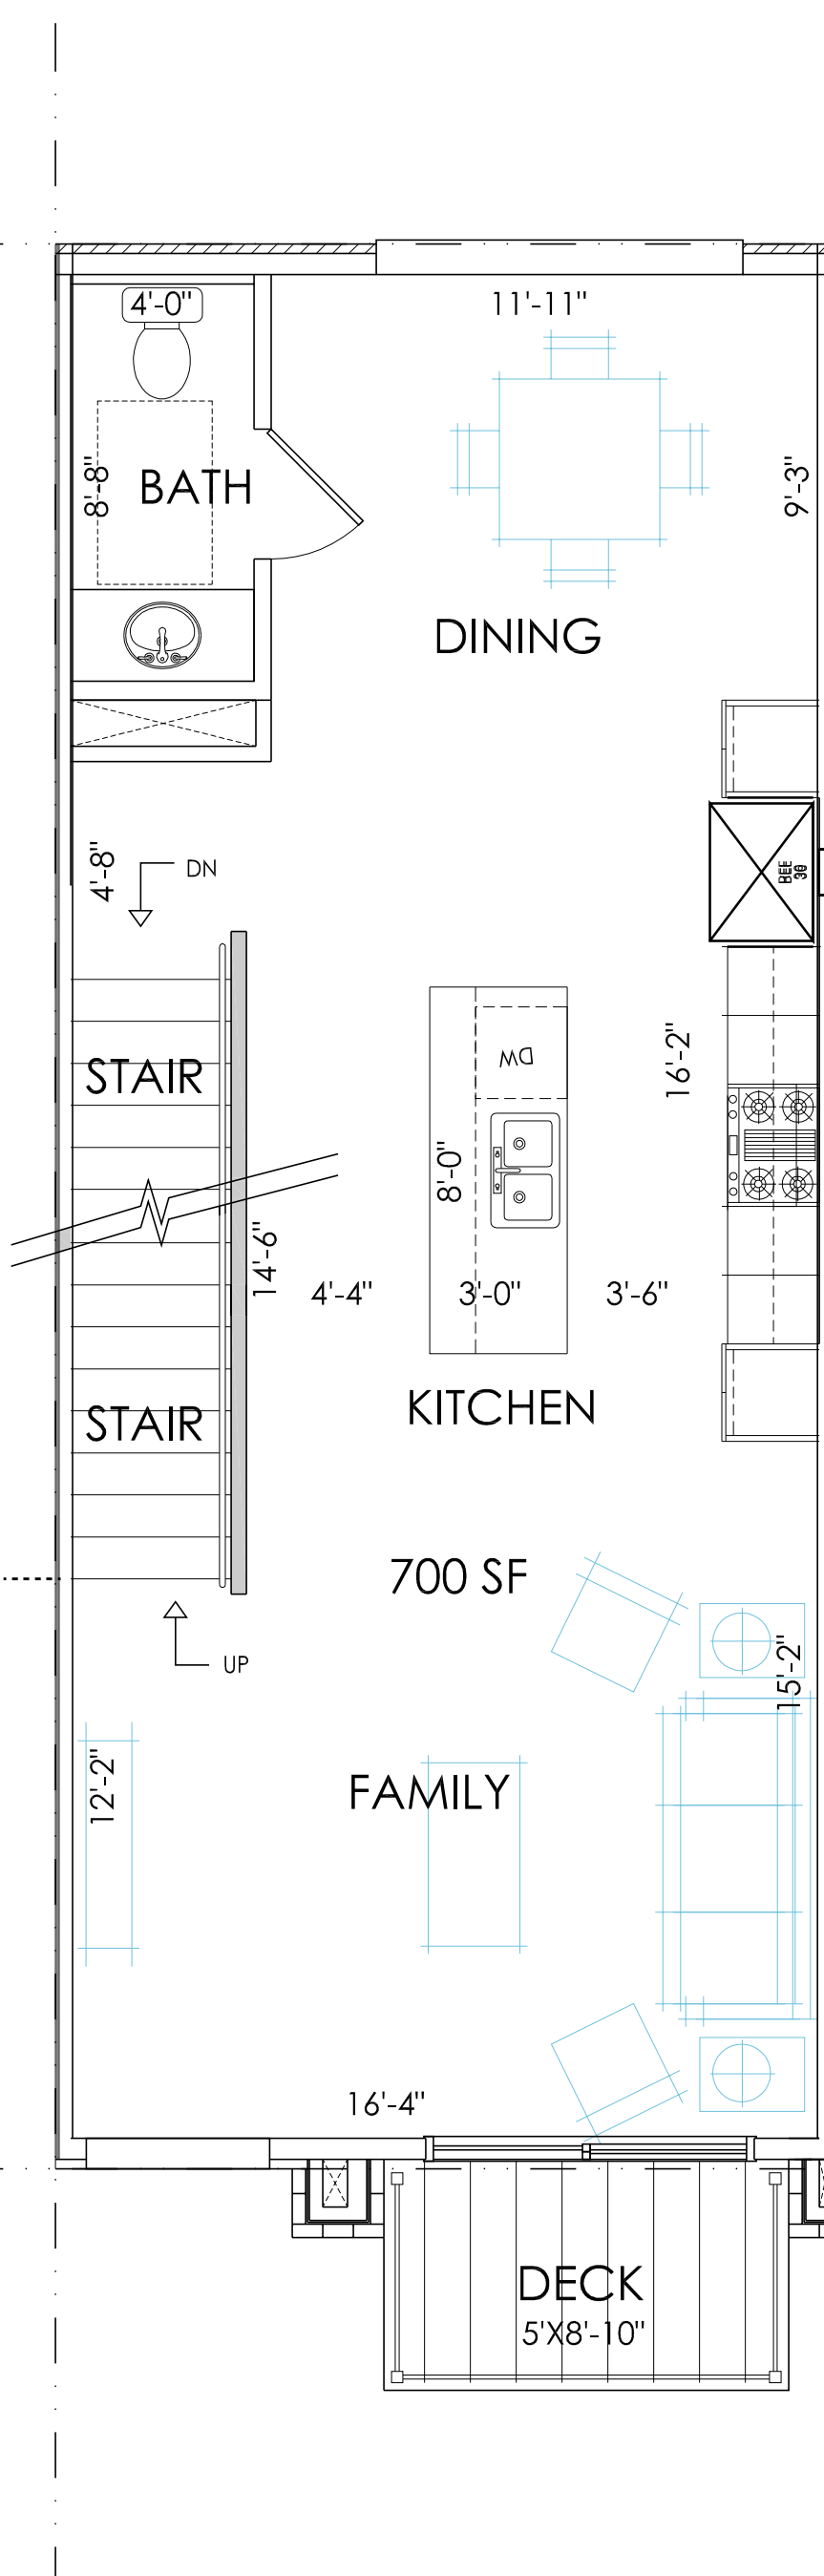 4'-0"
11'-11"
8'-8"
BATH
9'-3"
DINING
4'-8"
DN
REF
30
STAIR
DW
16'-2"
8'-0"
14'-6"
4'-4"
3'-0"
3'-6"
KITCHEN
STAIR
700 SF
UP
15'-2"
12'-2"
FAMILY
16'-4"
DECK
5'X8'-10"